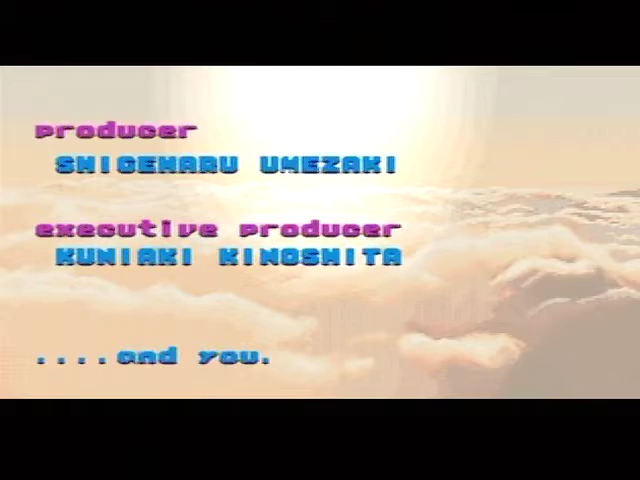 producer
SHIGEHARU UMEZAKI
executive producer
KUNIAKI KINOSHITA
....and you.